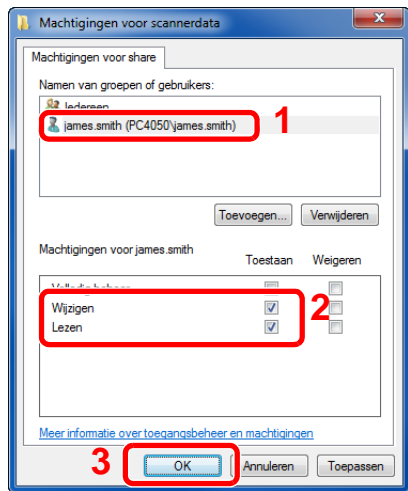 Machtigingen voor scannerdata
Machtigingen voor share
Namen van groepen of gebruikers:
Iedereen
james.smith (PC4050\james.smith)
1
Toevoegen...
Verwijderen
Machtigingen voor james.smith
Toestaan
Weigeren
Volledig beheer
Wijzigen
2
Lezen
Meer informatie over toegangsbeheer en machtigingen
3
OK
Annuleren
Toepassen